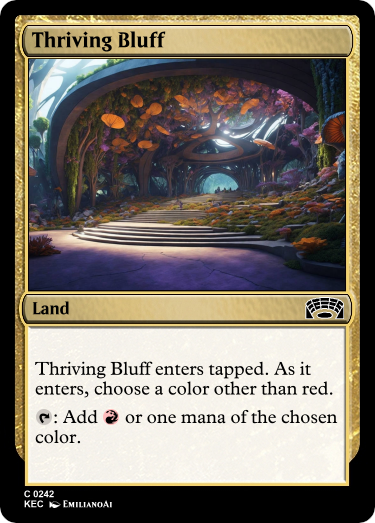 Thriving Bluff
Land
Thriving Bluff enters tapped. As it
enters, choose a color other than red.
: Add or one mana of the chosen
color.
C 0242
KEC EmilianoAi